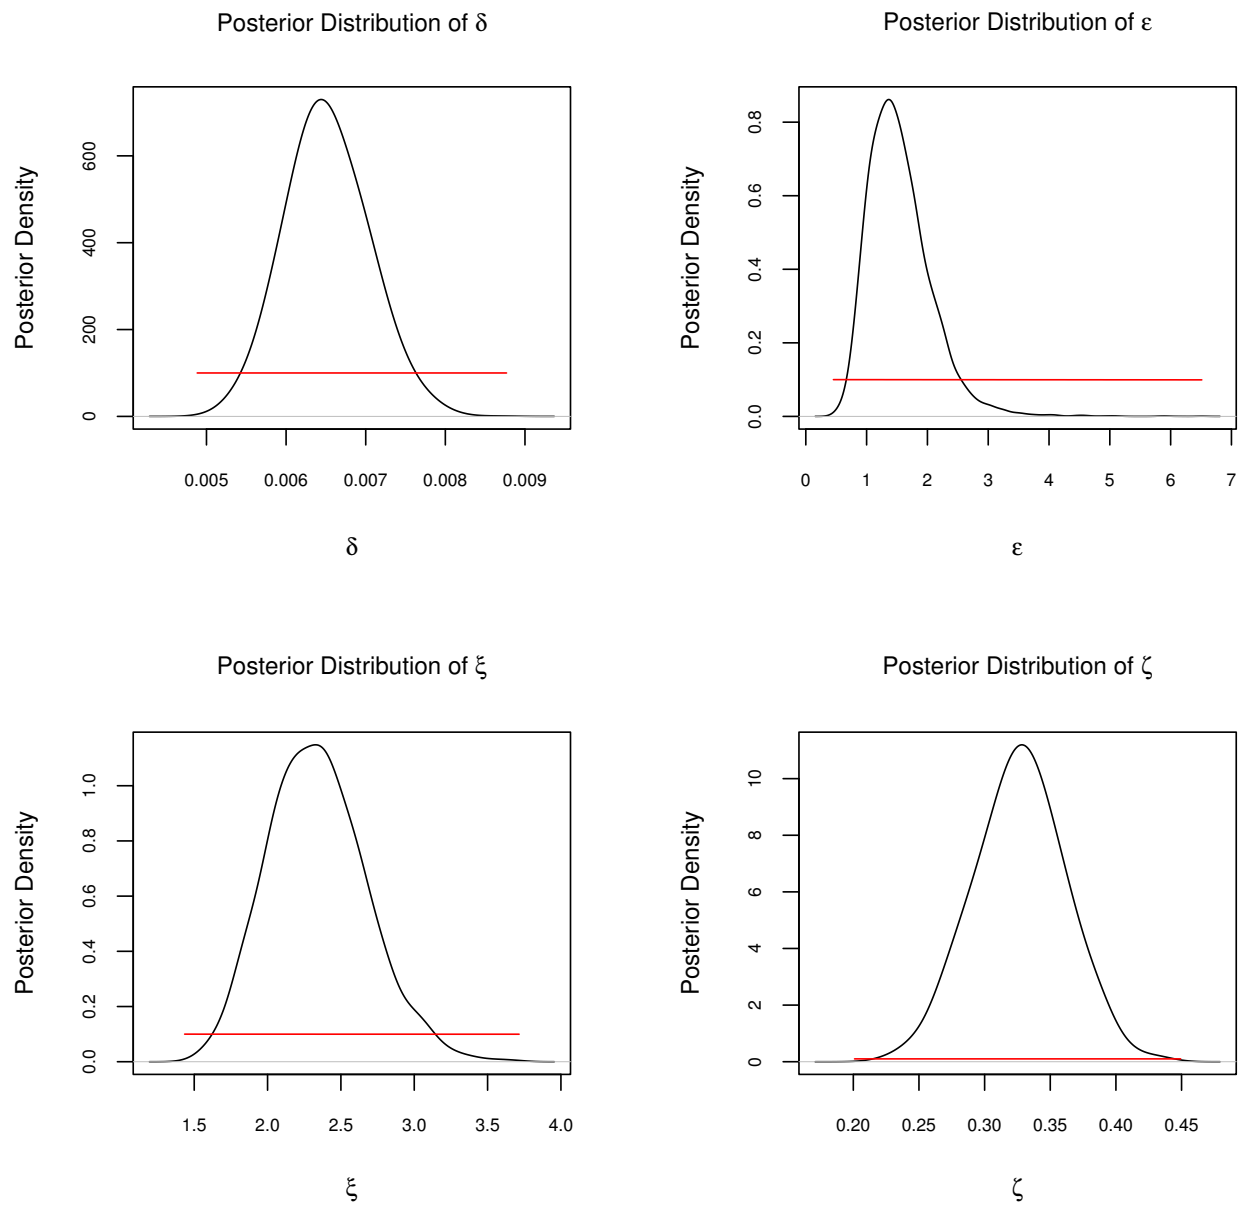 Posterior Distribution of δ
Posterior Density
0 200 400 600
0.005 0.006 0.007 0.008 0.009
δ
Posterior Distribution of ε
Posterior Density
0.0 0.2 0.4 0.6 0.8
0 1 2 3 4 5 6 7
ε
Posterior Distribution of ξ
Posterior Density
0.0 0.2 0.4 0.6 0.8 1.0
1.5 2.0 2.5 3.0 3.5 4.0
ξ
Posterior Distribution of ζ
Posterior Density
0 2 4 6 8 10
0.20 0.25 0.30 0.35 0.40 0.45
ζ